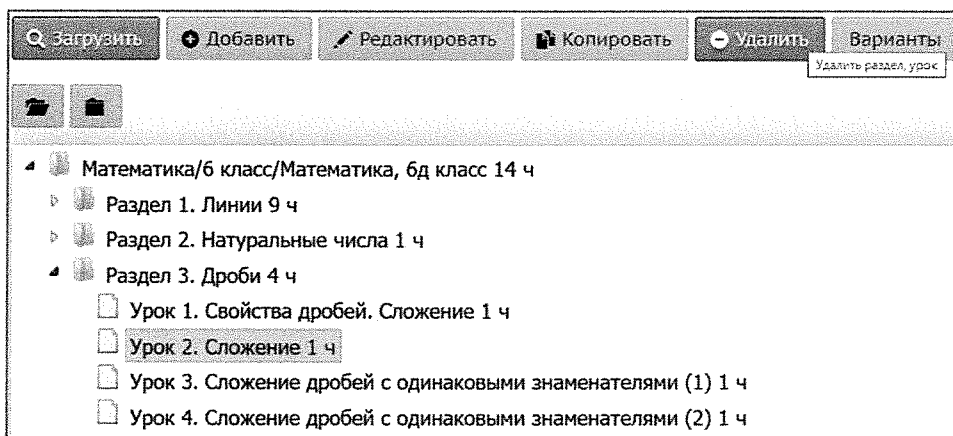 Загрузить Добавить Редактировать Копировать Удалить Варианты
Удалить раздел, урок
Математика/6 класс/Математика, 6д класс 14 ч
Раздел 1. Линии 9 ч
Раздел 2. Натуральные числа 1 ч
Раздел 3. Дроби 4 ч
Урок 1. Свойства дробей. Сложение 1 ч
Урок 2. Сложение 1 ч
Урок 3. Сложение дробей с одинаковыми знаменателями (1) 1 ч
Урок 4. Сложение дробей с одинаковыми знаменателями (2) 1 ч